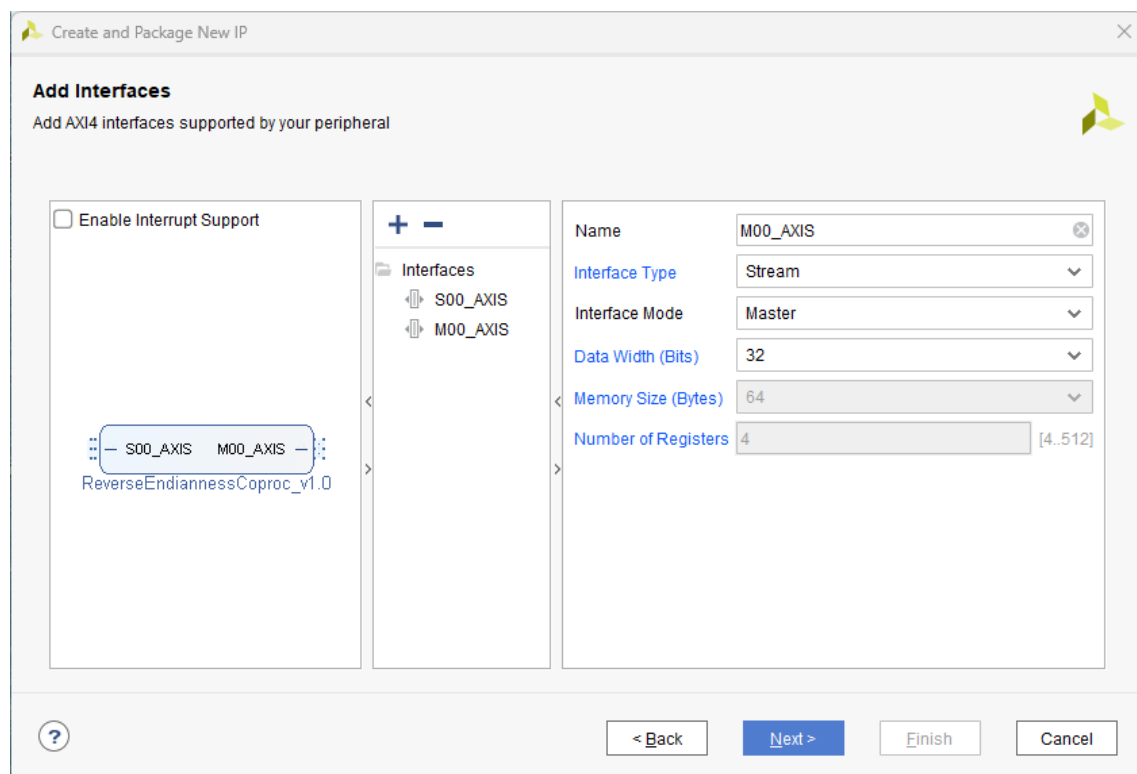 Create and Package New IP
Add Interfaces
Add AXI4 interfaces supported by your peripheral
Enable Interrupt Support
S00_AXIS M00_AXIS
ReverseEndiannessCoproc_v1.0
Interfaces
S00_AXIS
M00_AXIS
Name M00_AXIS
Interface Type Stream
Interface Mode Master
Data Width (Bits) 32
Memory Size (Bytes) 64
Number of Registers 4 [4..512]
? < Back Next > Finish Cancel